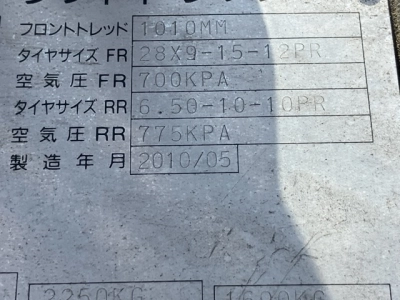 フロントトレッド 1010MM
タイヤサイズ FR 28X9-15-12PR
空気圧 FR 700KPA
タイヤサイズ RR 6.50-10-10PR
空気圧 RR 775KPA
製造年月 2010/05
2250KG